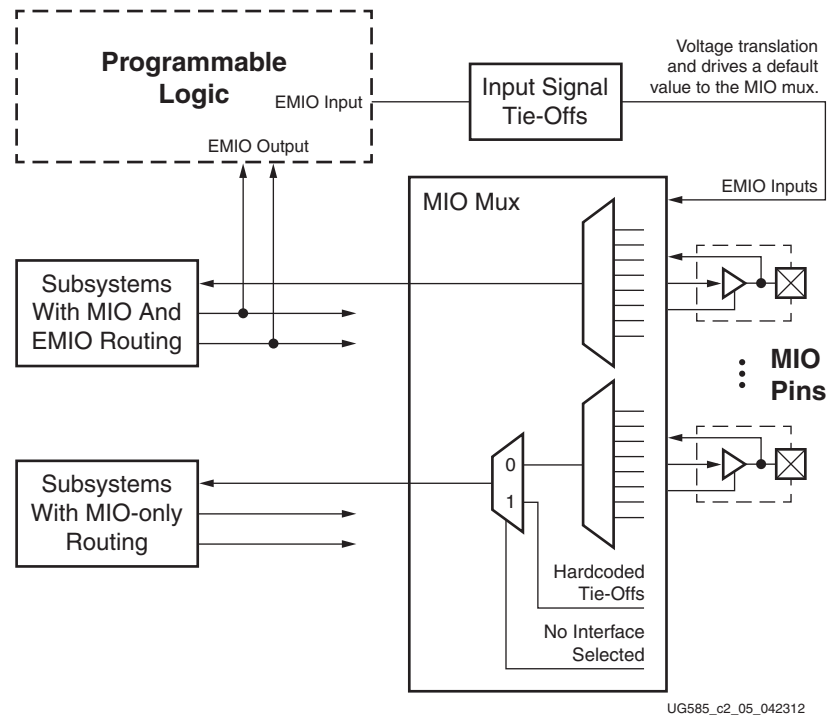 Programmable
Logic
EMIO Input
EMIO Output
Input Signal
Tie-Offs
Voltage translation
and drives a default
value to the MIO mux.
EMIO Inputs
MIO Mux
Subsystems
With MIO And
EMIO Routing
MIO
Pins
Subsystems
With MIO-only
Routing
0
1
Hardcoded
Tie-Offs
No Interface
Selected
UG585_c2_05_042312